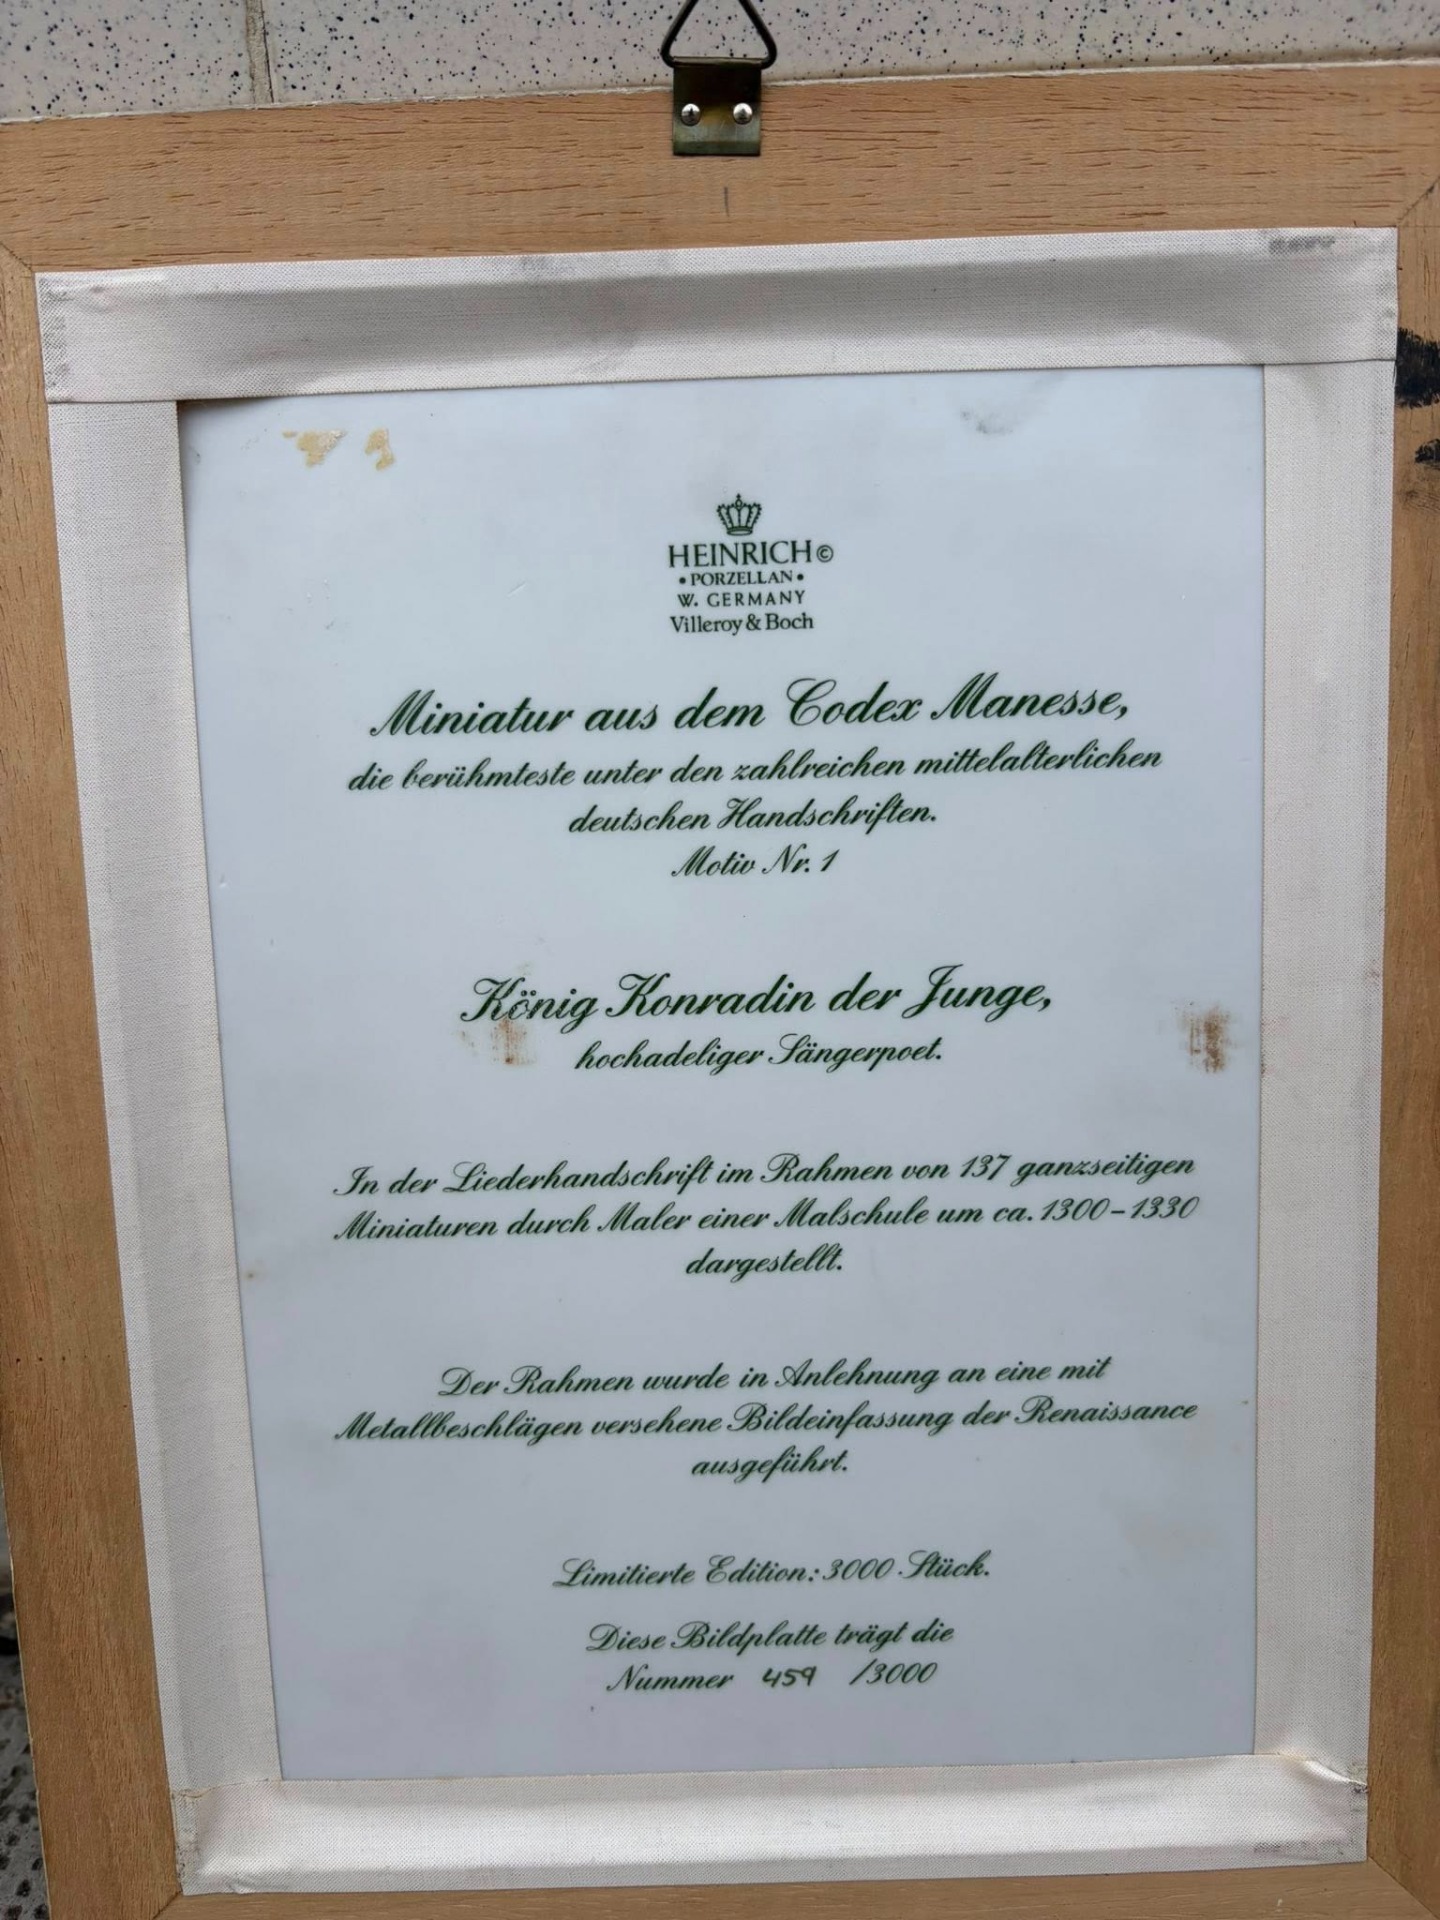 HEINRICH©
• PORZELLAN •
W. GERMANY
Villeroy & Boch
Miniatur aus dem Codex Manesse,
die berühmteste unter den zahlreichen mittelalterlichen
deutschen Handschriften.
Motiv Nr. 1
König Konradin der Junge,
hochadeliger Sängerpoet.
In der Liederhandschrift im Rahmen von 137 ganzseitigen
Miniaturen durch Maler einer Malschule um ca. 1300-1330
dargestellt.
Der Rahmen wurde in Anlehnung an eine mit
Metallbeschlägen versehene Bildeinfassung der Renaissance
ausgeführt.
Limitierte Edition: 3000 Stück.
Diese Bildplatte trägt die
Nummer 459 /3000